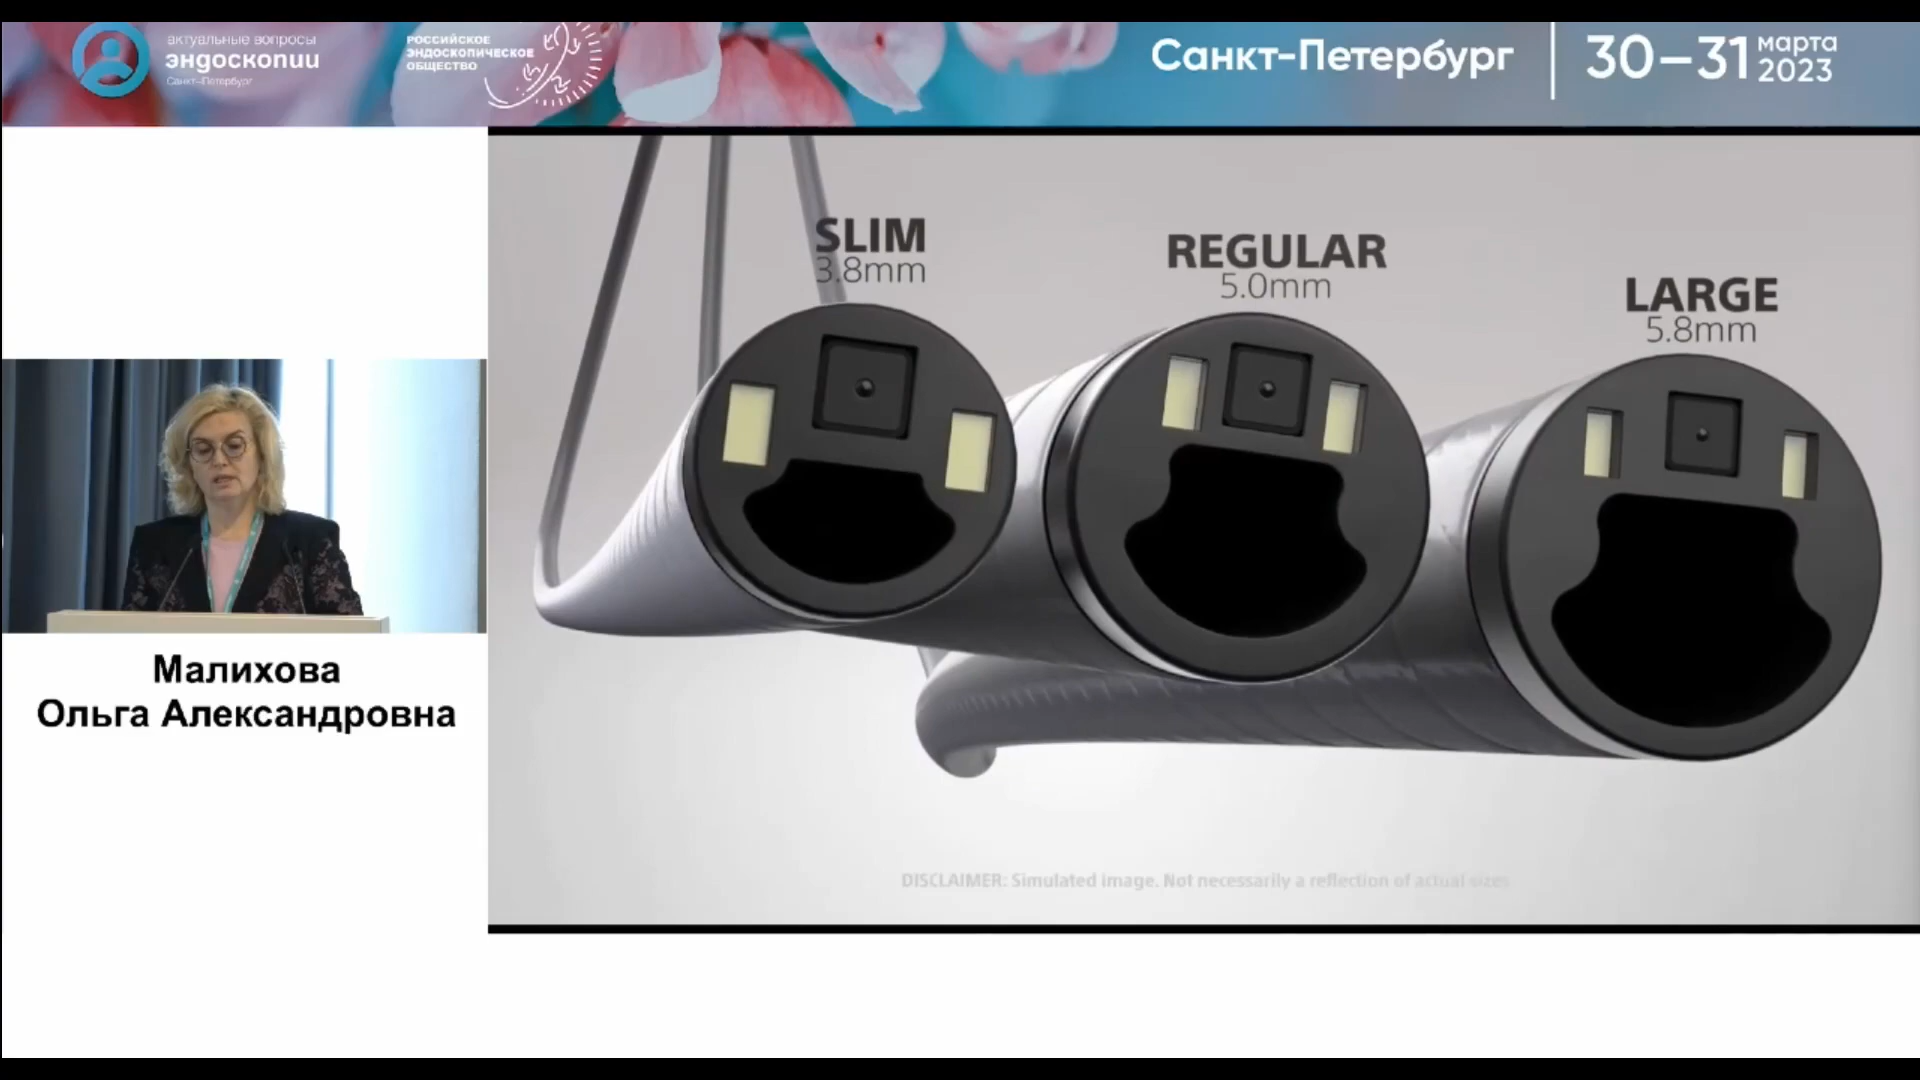 актуальные вопросы
эндоскопии
Санкт-Петербург
РОССИЙСКОЕ
ЭНДОСКОПИЧЕСКОЕ
ОБЩЕСТВО
Санкт-Петербург
30–31
марта
2023
SLIM
3.8mm
REGULAR
5.0mm
LARGE
5.8mm
Малихова
Ольга Александровна
DISCLAIMER: Simulated image. Not necessarily a reflection of actual sizes